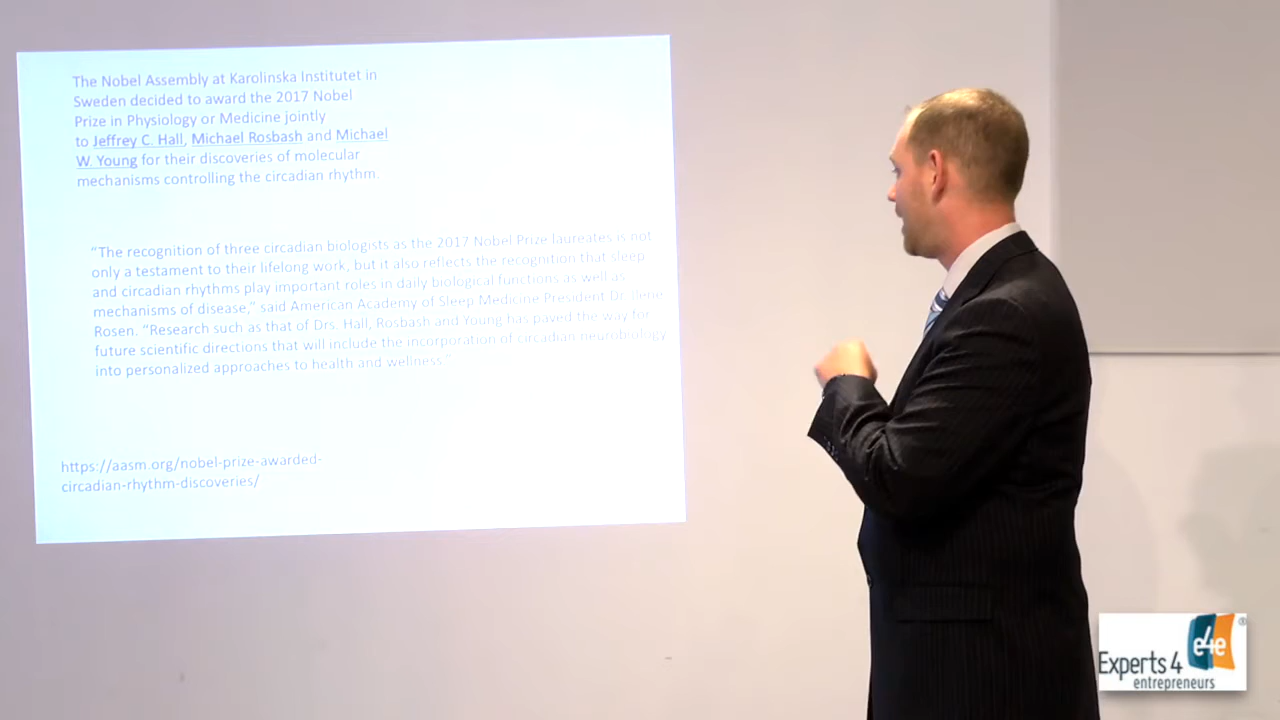 The Nobel Assembly at Karolinska Institutet in
Sweden decided to award the 2017 Nobel
Prize in Physiology or Medicine jointly
to Jeffrey C. Hall, Michael Rosbash and Michael
W. Young for their discoveries of molecular
mechanisms controlling the circadian rhythm.
“The recognition of three circadian biologists as the 2017 Nobel Prize laureates is not
only a testament to their lifelong work, but it also reflects the recognition that sleep
and circadian rhythms play important roles in daily biological functions as well as
mechanisms of disease,” said American Academy of Sleep Medicine President Dr. Ilene
Rosen. “Research such as that of Drs. Hall, Rosbash and Young has paved the way for
future scientific directions that will include the incorporation of circadian neurobiology
into personalized approaches to health and wellness.”
https://aasm.org/nobel-prize-awarded-
circadian-rhythm-discoveries/
e4e ®
Experts 4
entrepreneurs